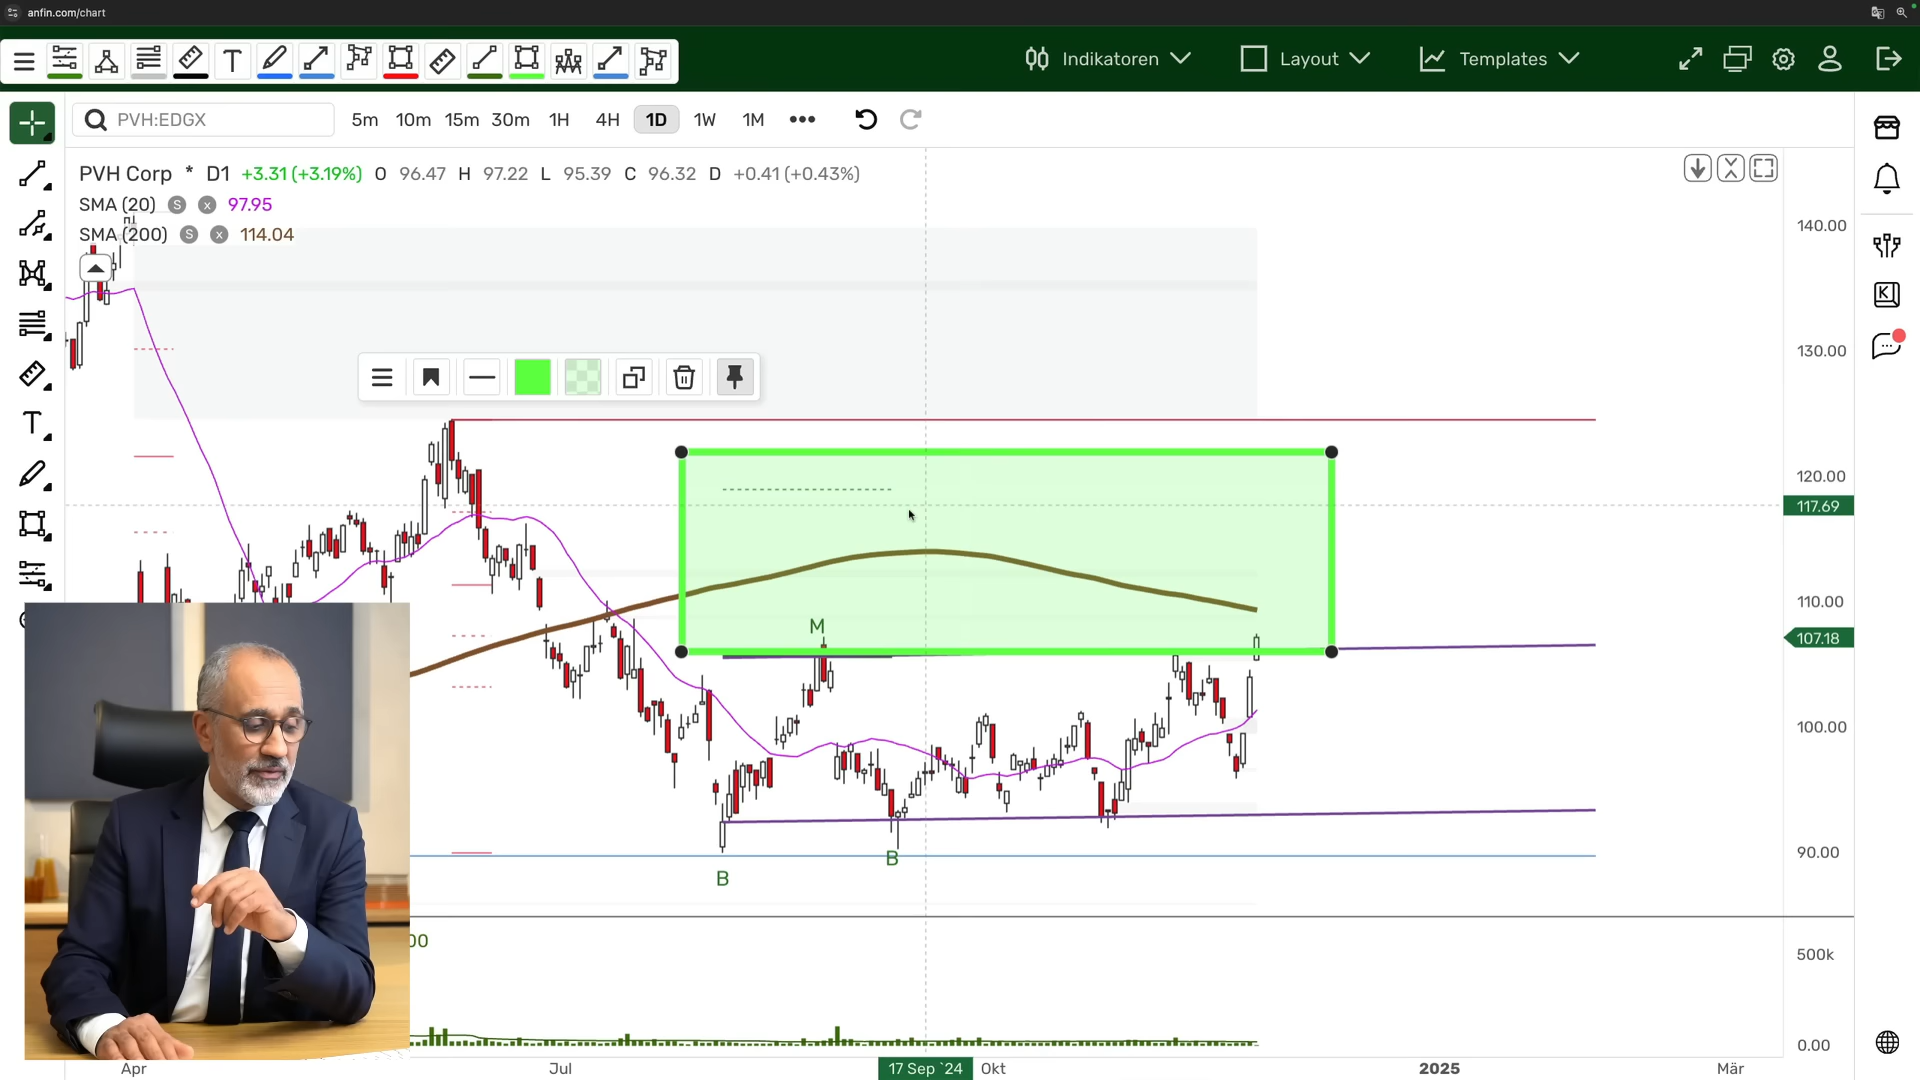 anfin.com/chart
Indikatoren
Layout
Templates
PVH:EDGX
5m 10m 15m 30m 1H 4H 1D 1W 1M
PVH Corp * D1 +3.31 (+3.19%) O 96.47 H 97.22 L 95.39 C 96.32 D +0.41 (+0.43%)
SMA (20) S x 97.95
SMA (200) S x 114.04
140.00
130.00
120.00
117.69
110.00
107.18
100.00
90.00
M
B
B
00
500k
0.00
Apr Jul 17 Sep `24 Okt 2025 Mär